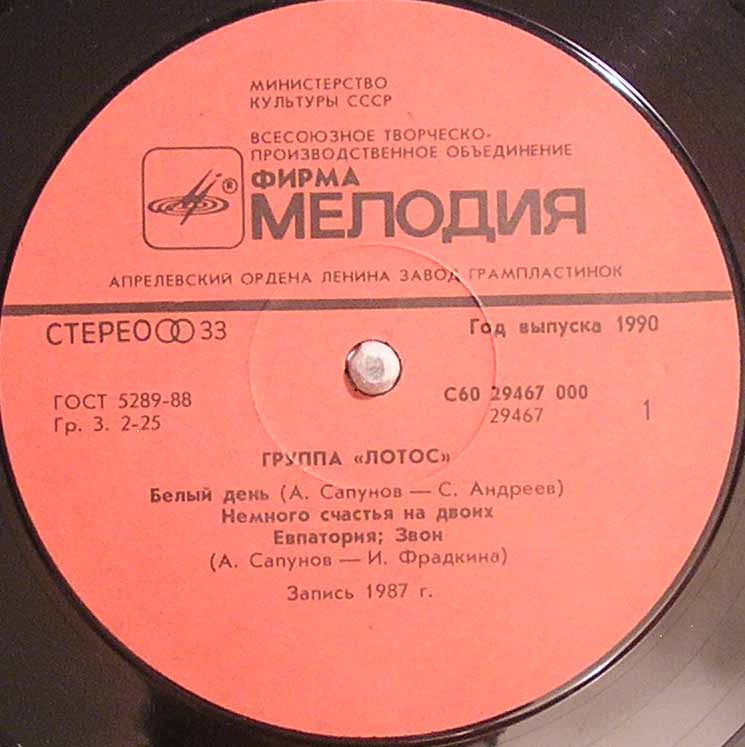 МИНИСТЕРСТВО
КУЛЬТУРЫ СССР
ВСЕСОЮЗНОЕ ТВОРЧЕСКО-
ПРОИЗВОДСТВЕННОЕ ОБЪЕДИНЕНИЕ
ФИРМА
МЕЛОДИЯ
®
АПРЕЛЕВСКИЙ ОРДЕНА ЛЕНИНА ЗАВОД ГРАМПЛАСТИНОК
СТЕРЕО 33
Год выпуска 1990
ГОСТ 5289-88
Гр. 3. 2-25
С60 29467 000
29467
1
ГРУППА «ЛОТОС»
Белый день (А. Сапунов — С. Андреев)
Немного счастья на двоих
Евпатория; Звон
(А. Сапунов — И. Фрадкина)
Запись 1987 г.